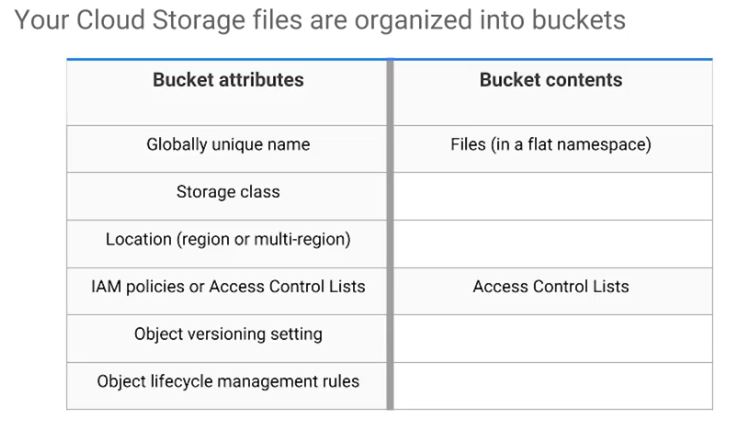 Your Cloud Storage files are organized into buckets
Bucket attributes
Bucket contents
Globally unique name
Files (in a flat namespace)
Storage class
Location (region or multi-region)
IAM policies or Access Control Lists
Access Control Lists
Object versioning setting
Object lifecycle management rules